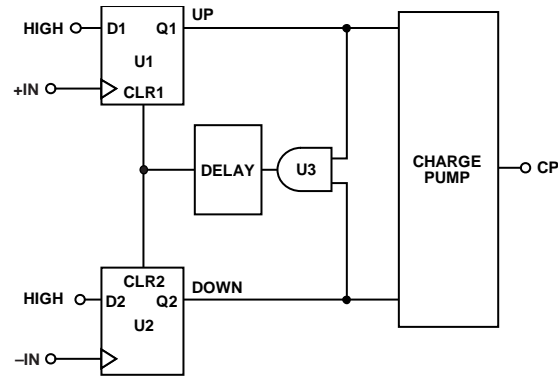 UP
HIGH
D1 Q1
U1
+IN
CLR1
DELAY
U3
CHARGE
PUMP
CP
CLR2
DOWN
HIGH
D2 Q2
U2
–IN